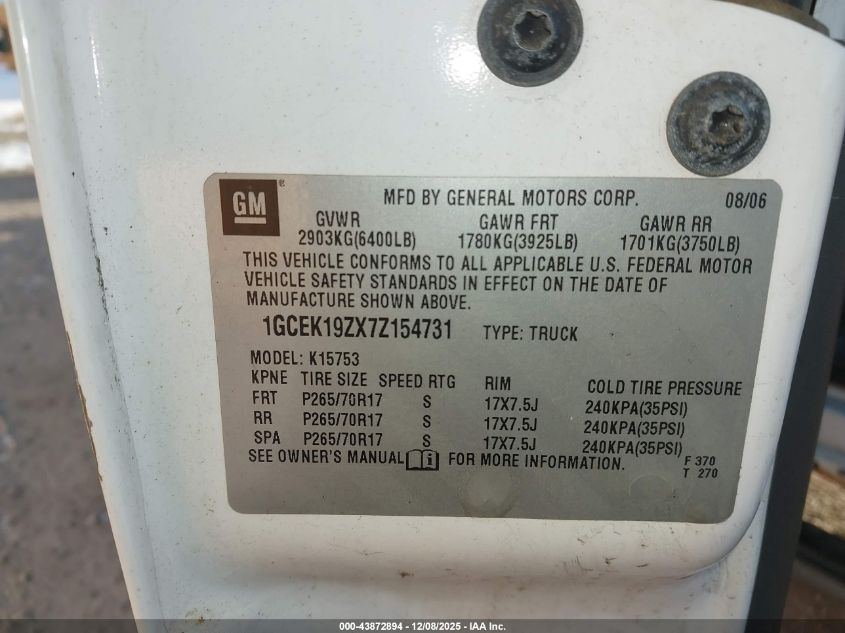 GM ®
MFD BY GENERAL MOTORS CORP. 08/06
GVWR GAWR FRT GAWR RR
2903KG(6400LB) 1780KG(3925LB) 1701KG(3750LB)
THIS VEHICLE CONFORMS TO ALL APPLICABLE U.S. FEDERAL MOTOR
VEHICLE SAFETY STANDARDS IN EFFECT ON THE DATE OF
MANUFACTURE SHOWN ABOVE.
1GCEK19ZX7Z154731 TYPE: TRUCK
MODEL: K15753
KPNE TIRE SIZE SPEED RTG RIM COLD TIRE PRESSURE
FRT P265/70R17 S 17X7.5J 240KPA(35PSI)
RR P265/70R17 S 17X7.5J 240KPA(35PSI)
SPA P265/70R17 S 17X7.5J 240KPA(35PSI)
SEE OWNER'S MANUAL i FOR MORE INFORMATION. F 370
T 270
000-43872894 - 12/08/2025 - IAA Inc.